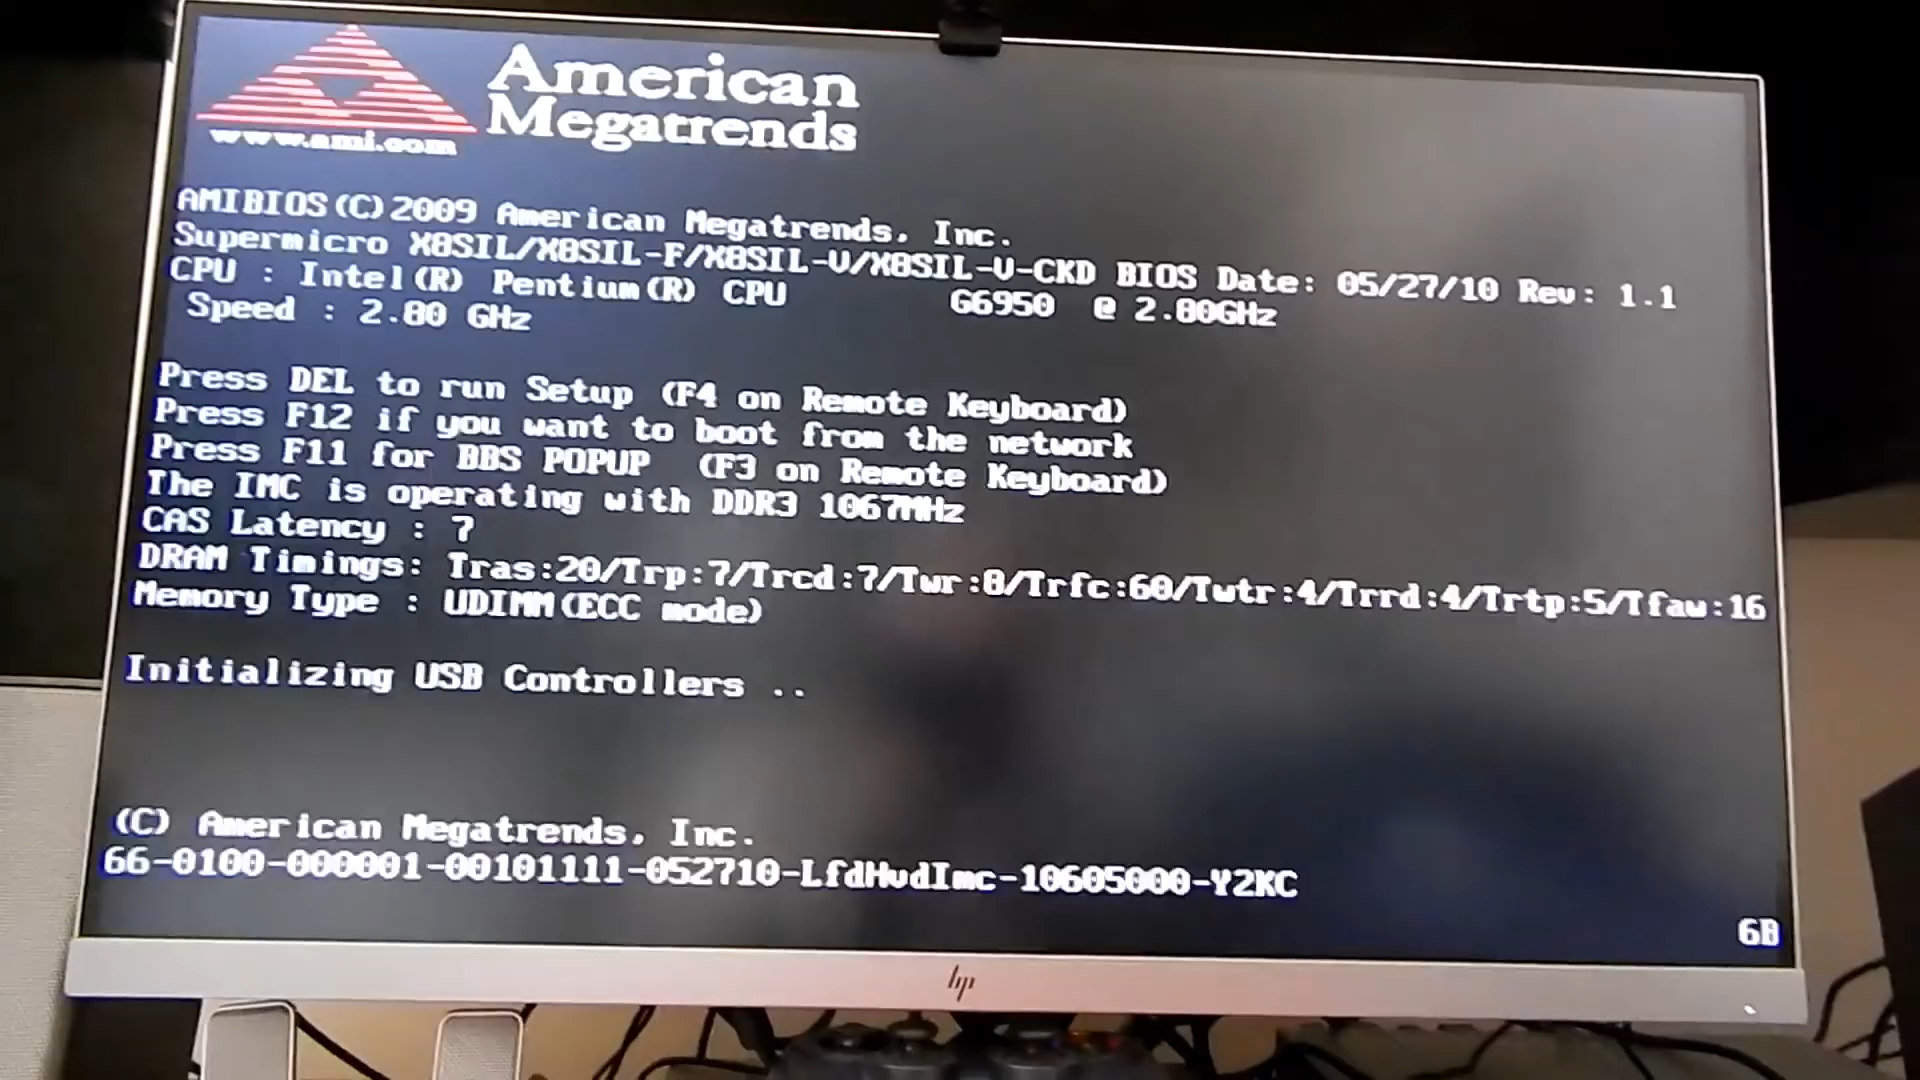 American
Megatrends
www.ami.com
AMIBIOS(C)2009 American Megatrends, Inc.
Supermicro X8SIL/X8SIL-F/X8SIL-V/X8SIL-V-CKD BIOS Date: 05/27/10 Rev: 1.1
CPU : Intel(R) Pentium(R) CPU G6950 @ 2.80GHz
Speed : 2.80 GHz
Press DEL to run Setup (F4 on Remote Keyboard)
Press F12 if you want to boot from the network
Press F11 for BBS POPUP (F3 on Remote Keyboard)
The IMC is operating with DDR3 1067MHz
CAS Latency : 7
DRAM Timings: Tras:20/Trp:7/Trcd:7/Twr:8/Trfc:60/Twtr:4/Trrd:4/Trtp:5/Tfaw:16
Memory Type : UDIMM(ECC mode)
Initializing USB Controllers ..
(C) American Megatrends, Inc.
66-0100-000001-00101111-052710-LfdHvdImc-10605000-Y2KC
6B
hp